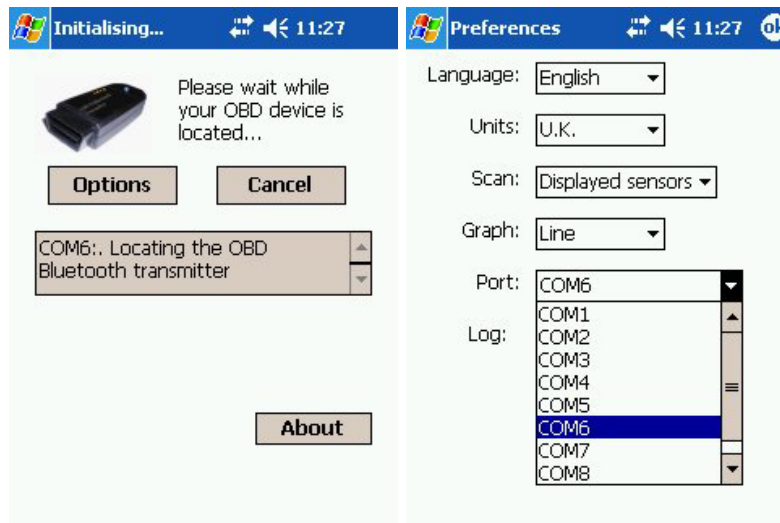 Initialising... 11:27
Please wait while
your OBD device is
located...
Options Cancel
COM6:. Locating the OBD
Bluetooth transmitter
About
Preferences 11:27 ok
Language: English
Units: U.K.
Scan: Displayed sensors
Graph: Line
Port: COM6
COM1
COM2
Log: COM3
COM4
COM5
COM6
COM7
COM8